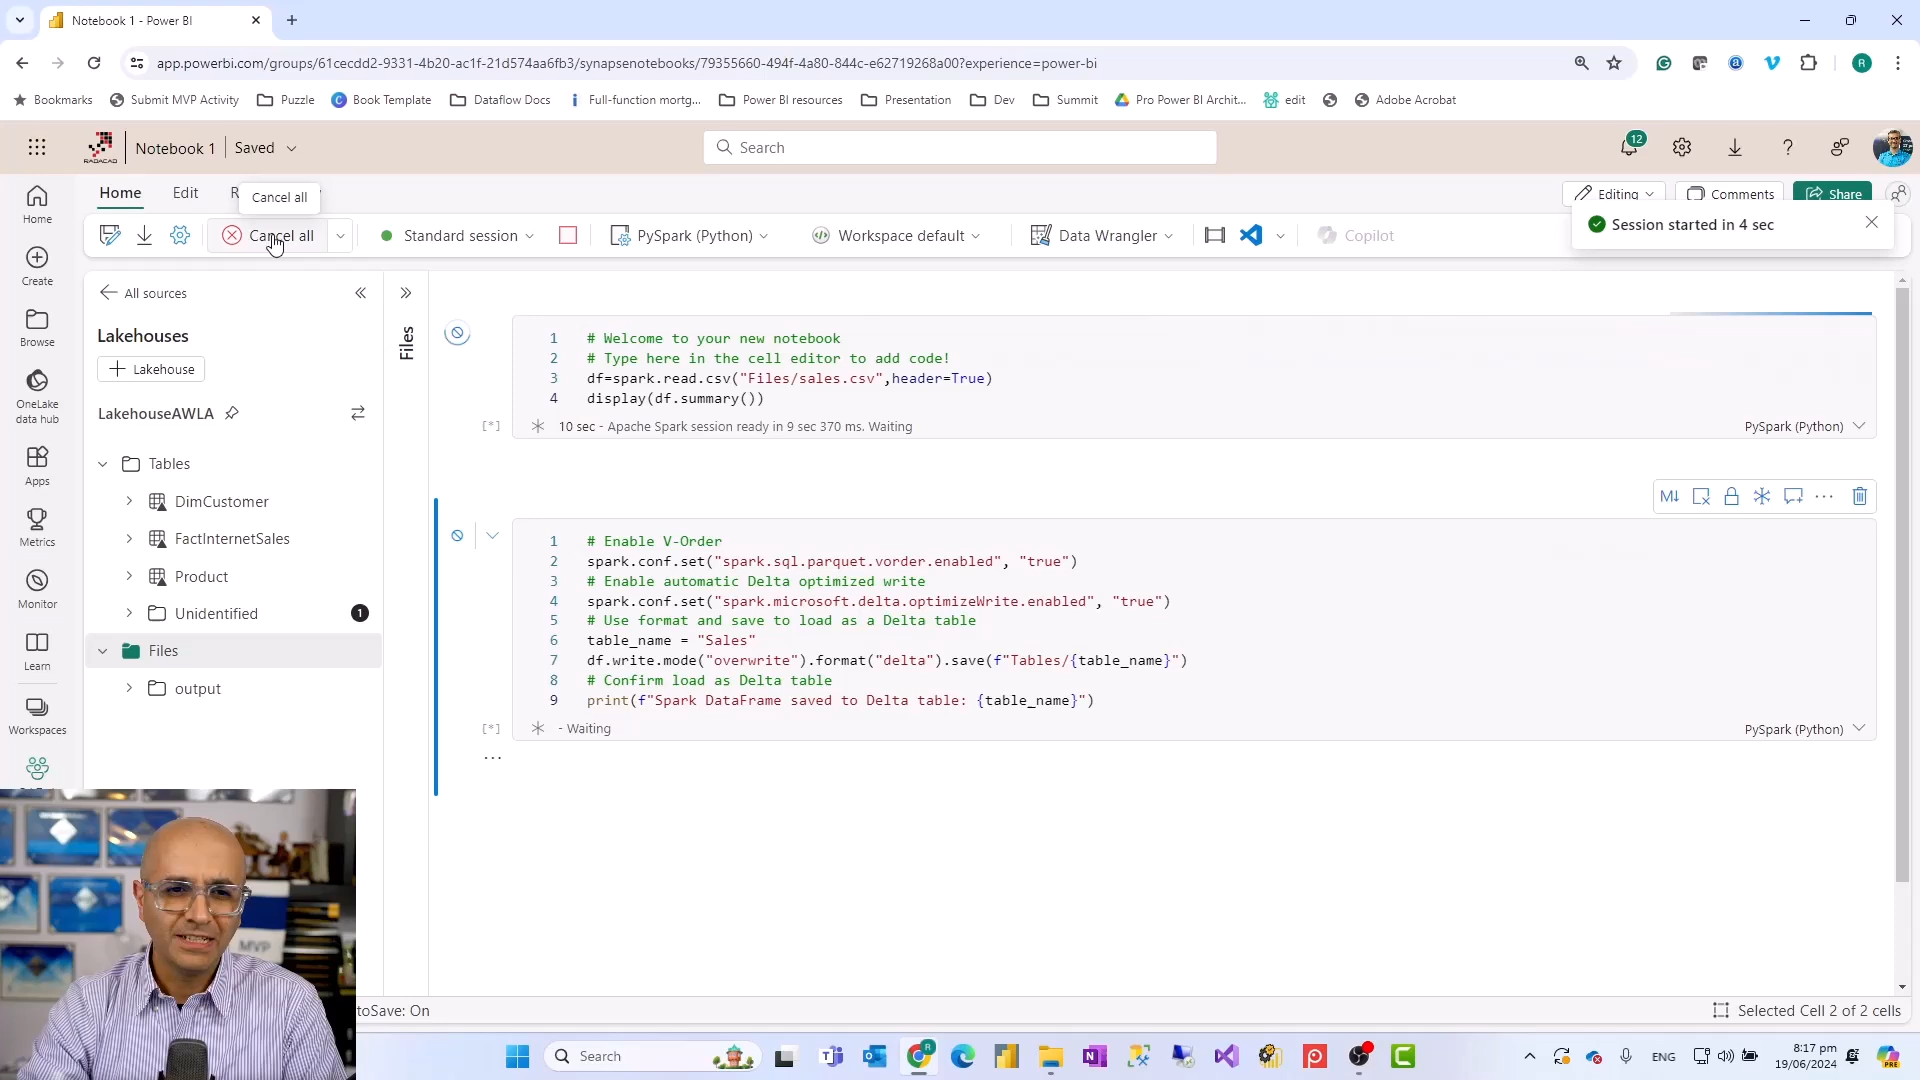 Notebook 1 - Power BI
app.powerbi.com/groups/61cecdd2-9331-4b20-ac1f-21d574aa6fb3/synapsenotebooks/79355660-494f-4a80-844c-e62719268a00?experience=power-bi
R
Bookmarks Submit MVP Activity Puzzle Book Template Dataflow Docs Full-function mortg... Power BI resources Presentation Dev Summit Pro Power BI Archit... edit Adobe Acrobat
RADACAD
Notebook 1 Saved
Search
12
Home Edit R
Cancel all
Editing Comments Share
Cancel all Standard session PySpark (Python) Workspace default Data Wrangler Copilot
Session started in 4 sec
Home
Create
Browse
OneLake
data hub
Apps
Metrics
Monitor
Learn
Workspaces
All sources
Lakehouses
Lakehouse
LakehouseAWLA
Tables
DimCustomer
FactInternetSales
Product
Unidentified 1
Files
output
Files
1 # Welcome to your new notebook
2 # Type here in the cell editor to add code!
3 df=spark.read.csv("Files/sales.csv",header=True)
4 display(df.summary())
[*] 10 sec - Apache Spark session ready in 9 sec 370 ms. Waiting PySpark (Python)
M↓
1 # Enable V-Order
2 spark.conf.set("spark.sql.parquet.vorder.enabled", "true")
3 # Enable automatic Delta optimized write
4 spark.conf.set("spark.microsoft.delta.optimizeWrite.enabled", "true")
5 # Use format and save to load as a Delta table
6 table_name = "Sales"
7 df.write.mode("overwrite").format("delta").save(f"Tables/{table_name}")
8 # Confirm load as Delta table
9 print(f"Spark DataFrame saved to Delta table: {table_name}")
[*] - Waiting PySpark (Python)
...
MVP
toSave: On
Selected Cell 2 of 2 cells
Search
ENG
8:17 pm
19/06/2024